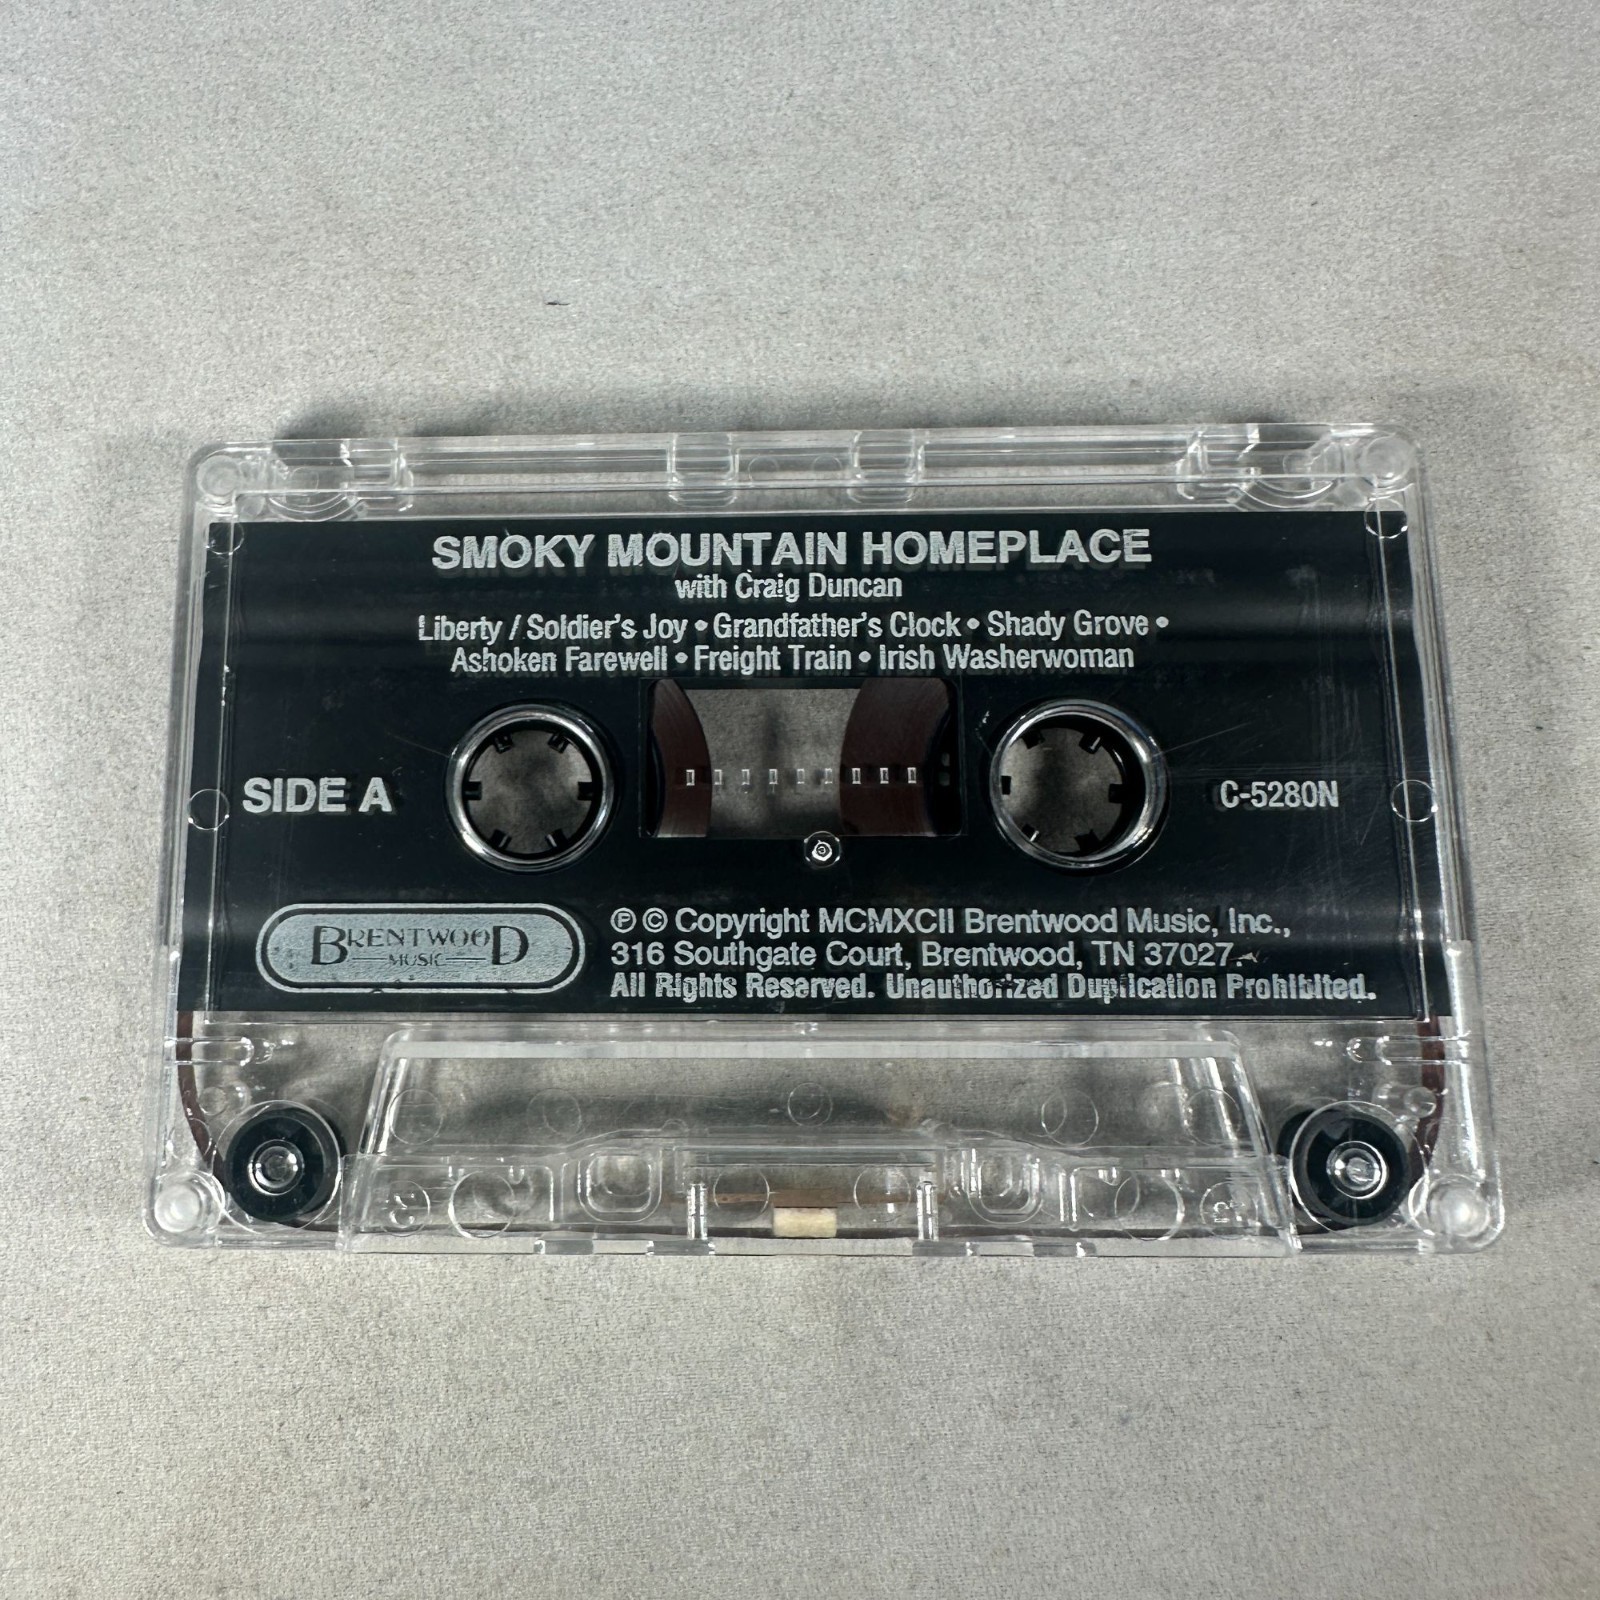 SMOKY MOUNTAIN HOMEPLACE
with Craig Duncan
Liberty / Soldier's Joy • Grandfather's Clock • Shady Grove •
Ashoken Farewell • Freight Train • Irish Washerwoman
SIDE A
C-5280N
BRENTWOOD
MUSIC
℗ © Copyright MCMXCII Brentwood Music, Inc.,
316 Southgate Court, Brentwood, TN 37027.
All Rights Reserved. Unauthorized Duplication Prohibited.